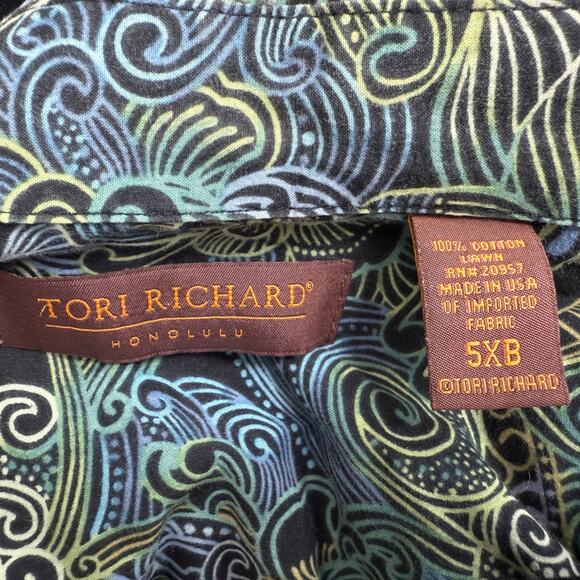 TORI RICHARD®
HONOLULU
100% COTTON
LAWN
RN# 20957
MADE IN USA
OF IMPORTED
FABRIC
5XB
©TORI RICHARD